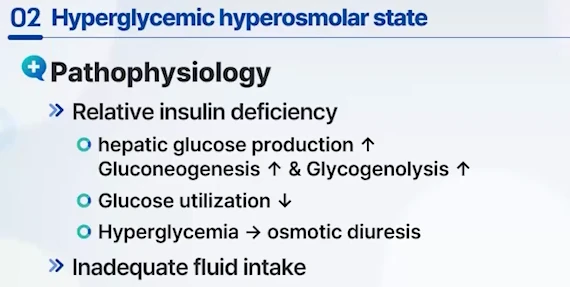 02 Hyperglycemic hyperosmolar state
Pathophysiology
Relative insulin deficiency
hepatic glucose production ↑
Gluconeogenesis ↑ & Glycogenolysis ↑
Glucose utilization ↓
Hyperglycemia → osmotic diuresis
Inadequate fluid intake